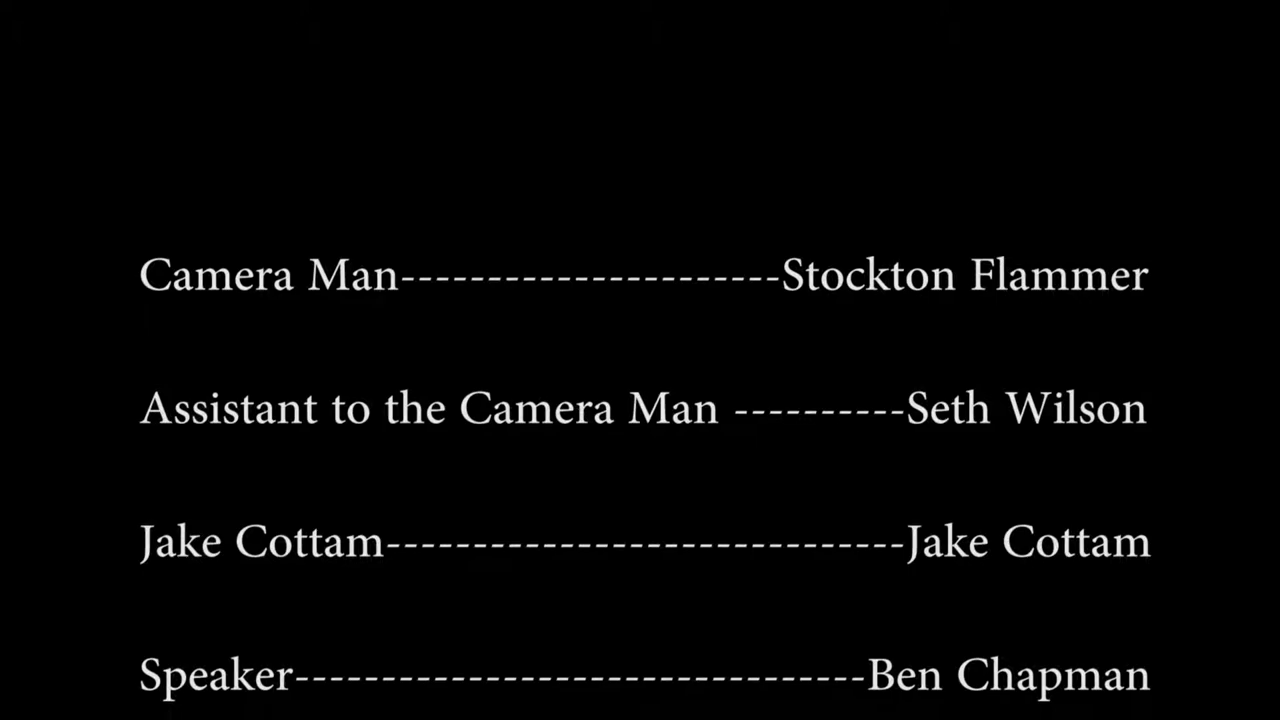 Camera Man----------------------Stockton Flammer
Assistant to the Camera Man ----------Seth Wilson
Jake Cottam------------------------------Jake Cottam
Speaker---------------------------------Ben Chapman